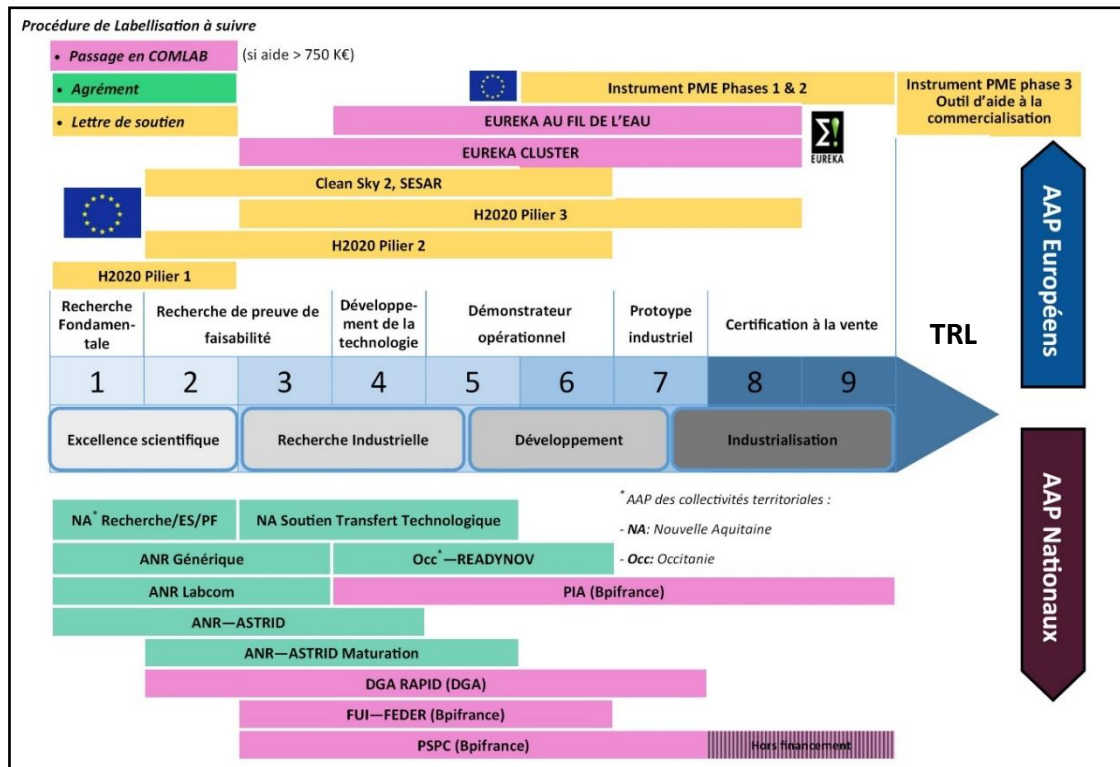 Procédure de Labellisation à suivre
• Passage en COMLAB
(si aide > 750 K€)
• Agrément
• Lettre de soutien
Instrument PME Phases 1 & 2
Instrument PME phase 3
Outil d'aide à la
commercialisation
EUREKA AU FIL DE L'EAU
EUREKA CLUSTER
Σ!
EUREKA
Clean Sky 2, SESAR
H2020 Pilier 3
H2020 Pilier 2
H2020 Pilier 1
AAP Européens
Recherche
Fondamen-
tale
Recherche de preuve de
faisabilité
Développe-
ment de la
technologie
Démonstrateur
opérationnel
Protoype
industriel
Certification à la vente
TRL
1 2 3 4 5 6 7 8 9
Excellence scientifique
Recherche Industrielle
Développement
Industrialisation
AAP Nationaux
NA* Recherche/ES/PF
NA Soutien Transfert Technologique
* AAP des collectivités territoriales :
- NA: Nouvelle Aquitaine
- Occ: Occitanie
ANR Générique
Occ*—READYNOV
ANR Labcom
PIA (Bpifrance)
ANR—ASTRID
ANR—ASTRID Maturation
DGA RAPID (DGA)
FUI—FEDER (Bpifrance)
PSPC (Bpifrance)
Hors financement